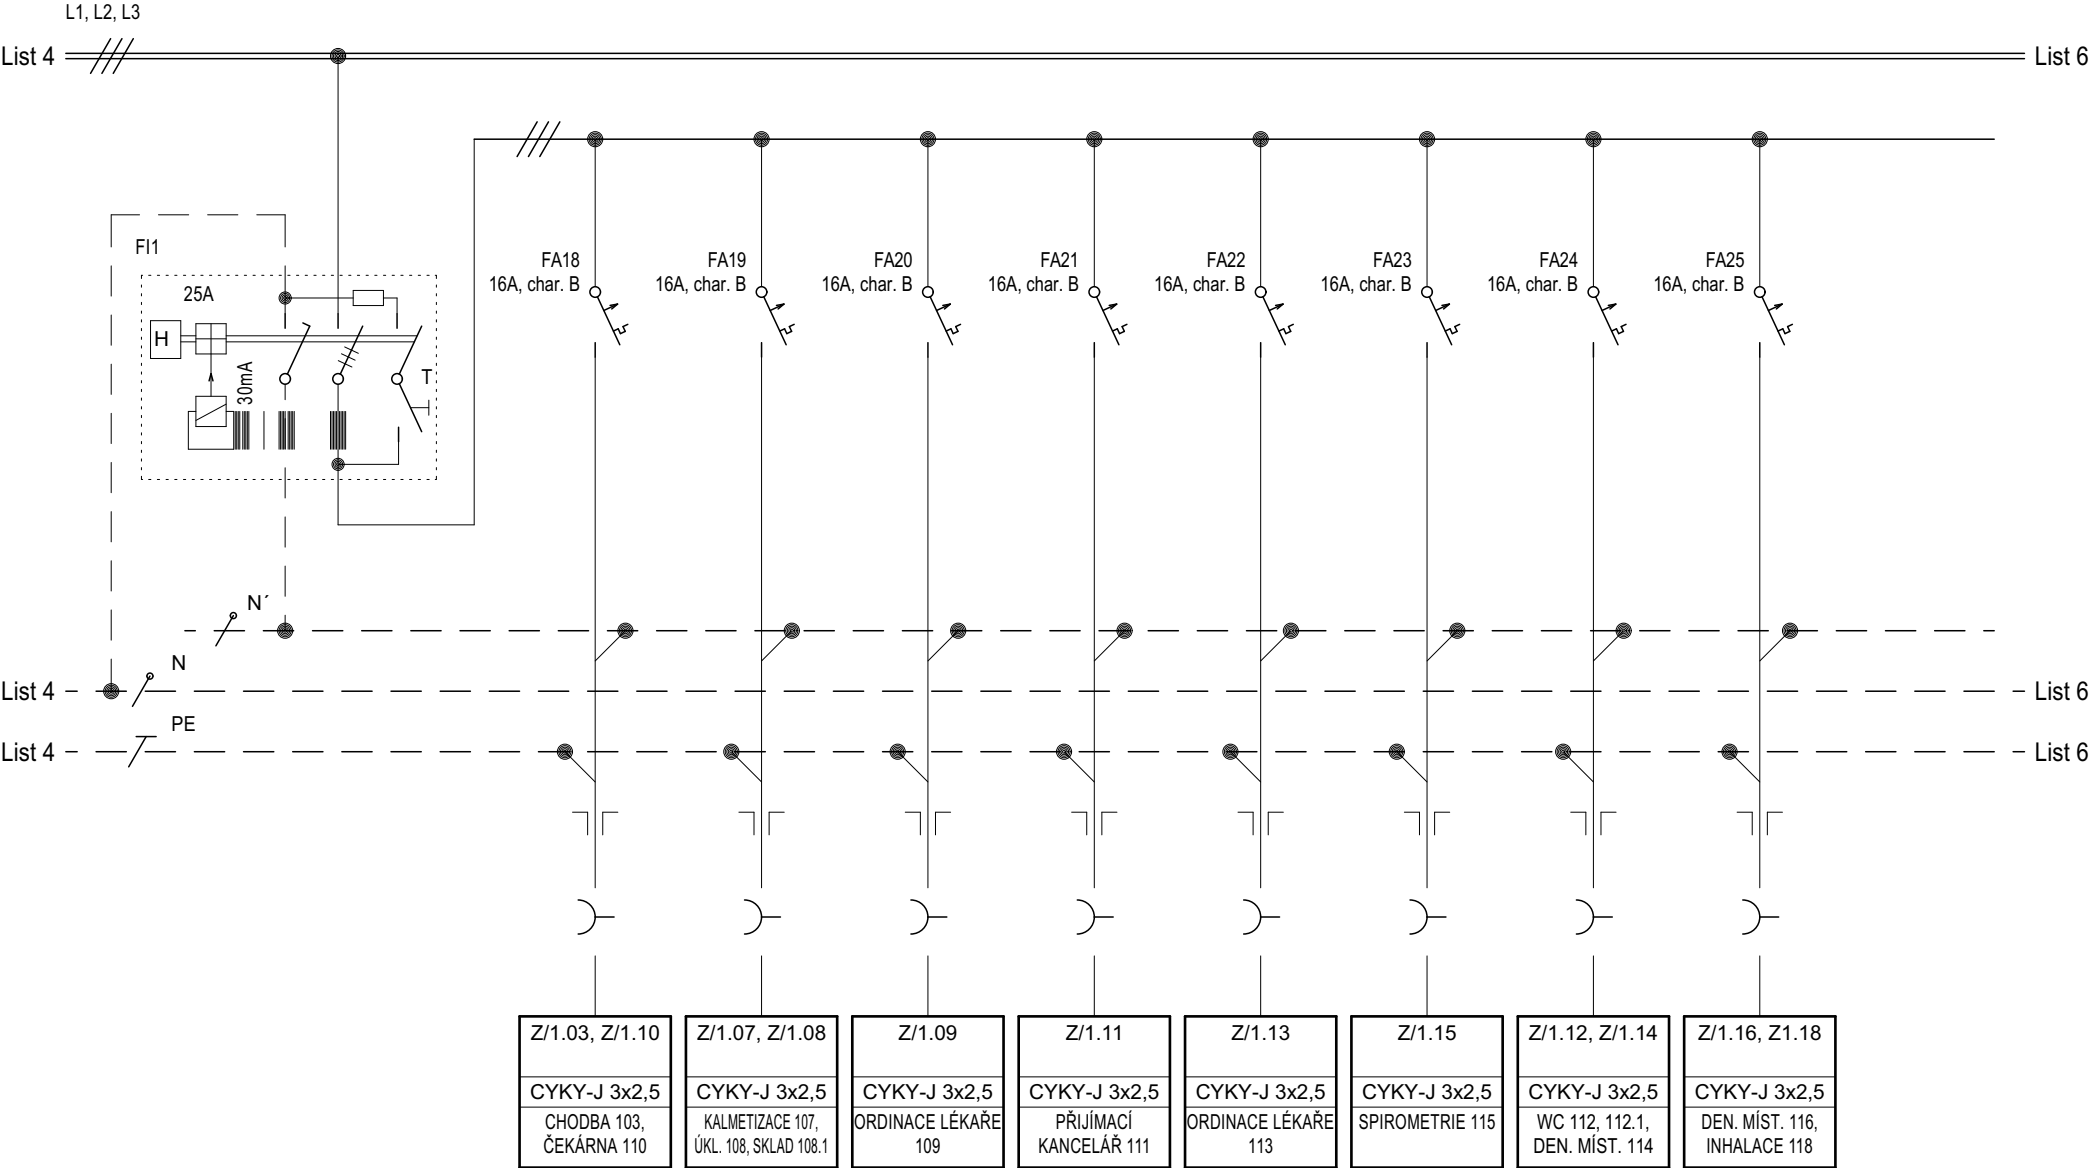 L1, L2, L3
List 4
List 6
FI1
25A
H
30mA
T
FA18
16A, char. B
FA19
16A, char. B
FA20
16A, char. B
FA21
16A, char. B
FA22
16A, char. B
FA23
16A, char. B
FA24
16A, char. B
FA25
16A, char. B
N´
N
List 4
List 6
PE
List 4
List 6
Z/1.03, Z/1.10
CYKY-J 3x2,5
CHODBA 103,
ČEKÁRNA 110
Z/1.07, Z/1.08
CYKY-J 3x2,5
KALMETIZACE 107,
ÚKL. 108, SKLAD 108.1
Z/1.09
CYKY-J 3x2,5
ORDINACE LÉKAŘE
109
Z/1.11
CYKY-J 3x2,5
PŘIJÍMACÍ
KANCELÁŘ 111
Z/1.13
CYKY-J 3x2,5
ORDINACE LÉKAŘE
113
Z/1.15
CYKY-J 3x2,5
SPIROMETRIE 115
Z/1.12, Z/1.14
CYKY-J 3x2,5
WC 112, 112.1,
DEN. MÍST. 114
Z/1.16, Z1.18
CYKY-J 3x2,5
DEN. MÍST. 116,
INHALACE 118